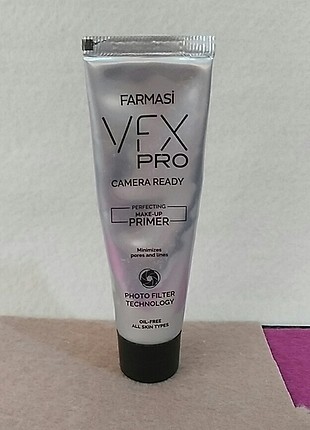 FARMASİ
VFX
PRO
CAMERA READY
PERFECTING
MAKE-UP
PRIMER
Minimizes
pores and lines
PHOTO FILTER
TECHNOLOGY
OIL-FREE
ALL SKIN TYPES